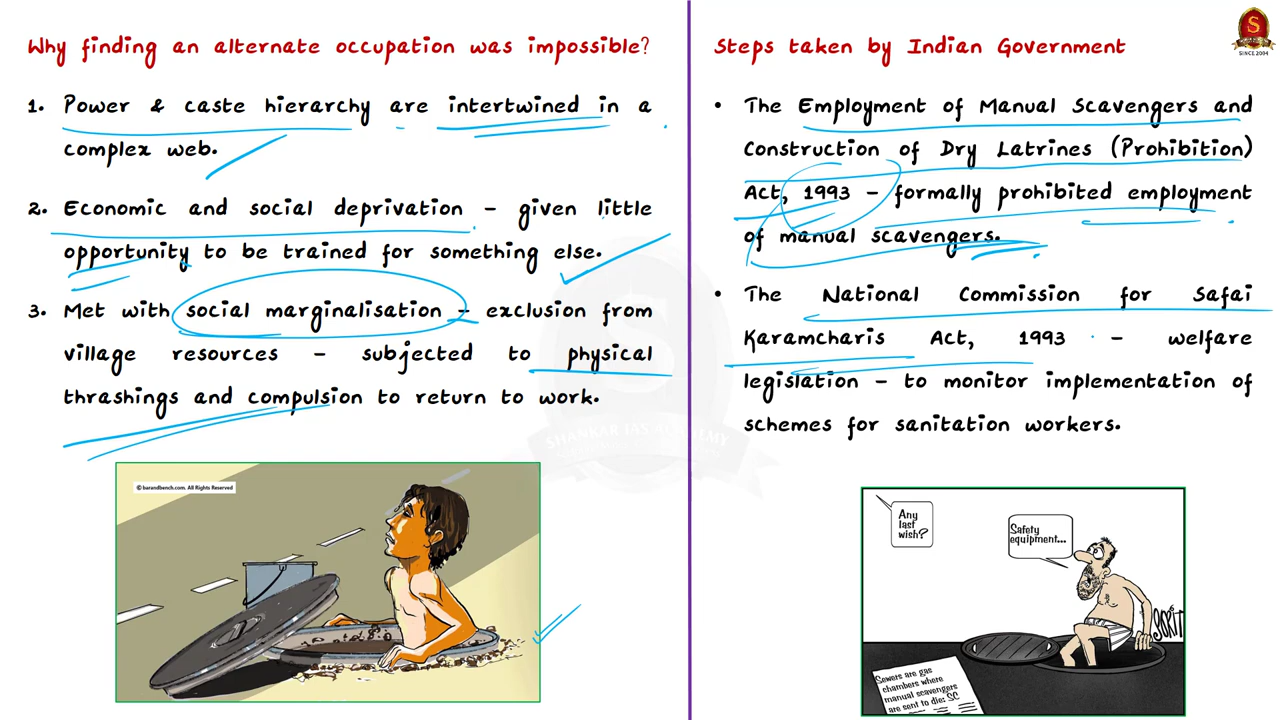 Why finding an alternate occupation was impossible?
1. Power & caste hierarchy are intertwined in a
complex web.
2. Economic and social deprivation - given little
opportunity to be trained for something else.
3. Met with social marginalisation - exclusion from
village resources - subjected to physical
thrashings and compulsion to return to work.
© barandbench.com. All Rights Reserved
Steps taken by Indian Government
• The Employment of Manual Scavengers and
Construction of Dry Latrines (Prohibition)
Act, 1993 - formally prohibited employment
of manual scavengers.
• The National Commission for Safai
Karamcharis Act, 1993 - welfare
legislation - to monitor implementation of
schemes for sanitation workers.
Any
last
wish?
Safety
equipment...
Sewers are gas
chambers where
manual scavengers
are sent to die: SC
S
SINCE 2004
SHANKAR IAS ACADEMY